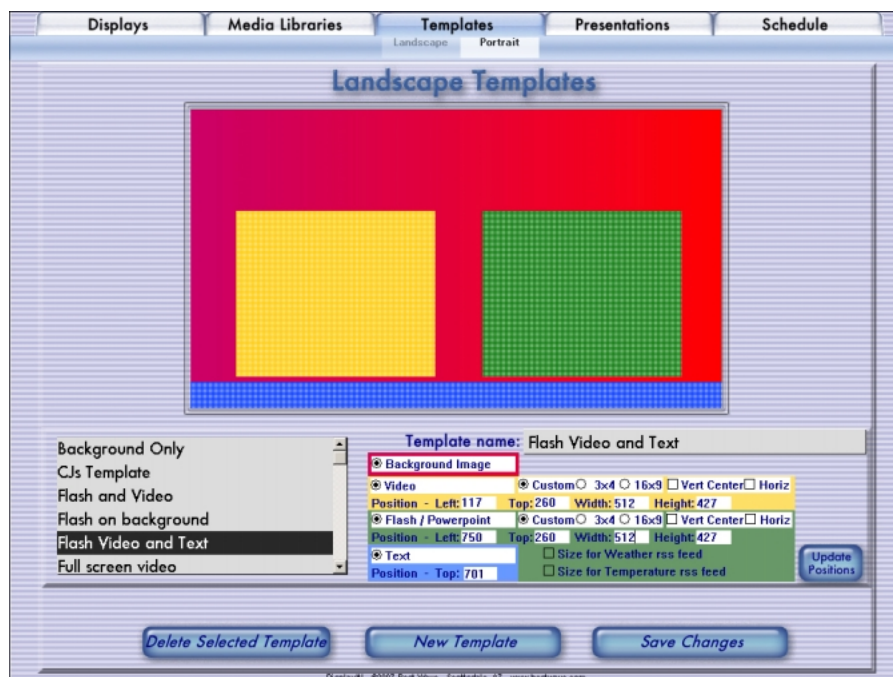 Displays Media Libraries Templates Presentations Schedule
Landscape Portrait
Landscape Templates
Background Only
CJs Template
Flash and Video
Flash on background
Flash Video and Text
Full screen video
Template name: Flash Video and Text
Background Image
Video Custom 3x4 16x9 Vert Center Horiz
Position - Left: 117 Top: 260 Width: 512 Height: 427
Flash / Powerpoint Custom 3x4 16x9 Vert Center Horiz
Position - Left: 750 Top: 260 Width: 512 Height: 427
Text Size for Weather rss feed
Position - Top: 701 Size for Temperature rss feed
Update Positions
Delete Selected Template New Template Save Changes